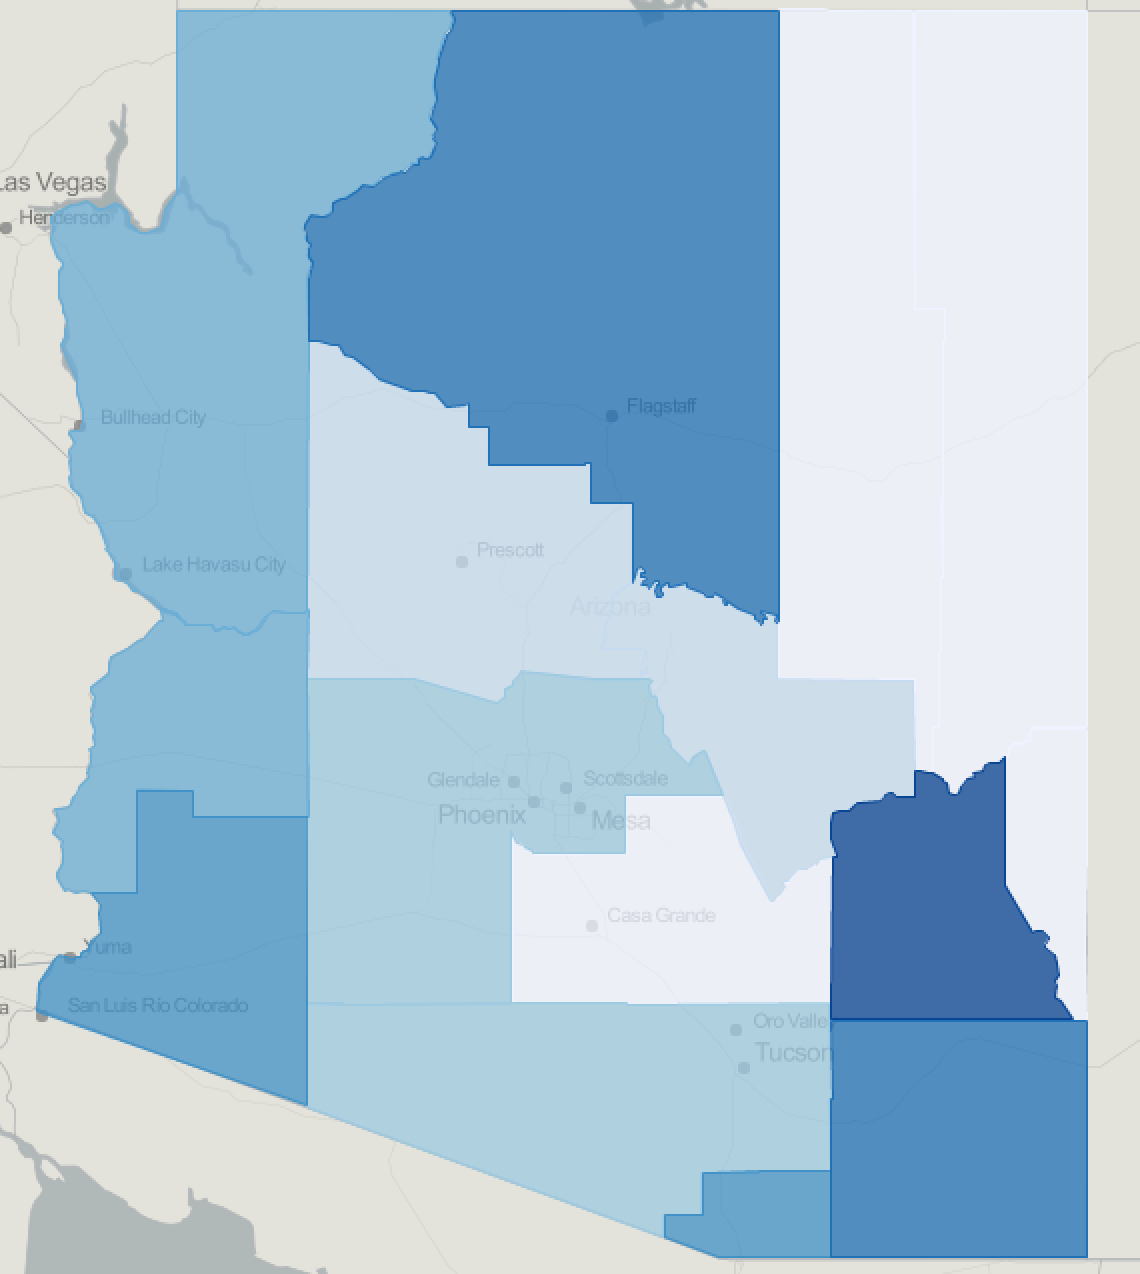 Las Vegas
Henderson
Bullhead City
Flagstaff
Lake Havasu City
Prescott
Arizona
Glendale
Scottsdale
Phoenix
Mesa
Casa Grande
Yuma
ali
San Luis Río Colorado
a
Oro Valley
Tucson